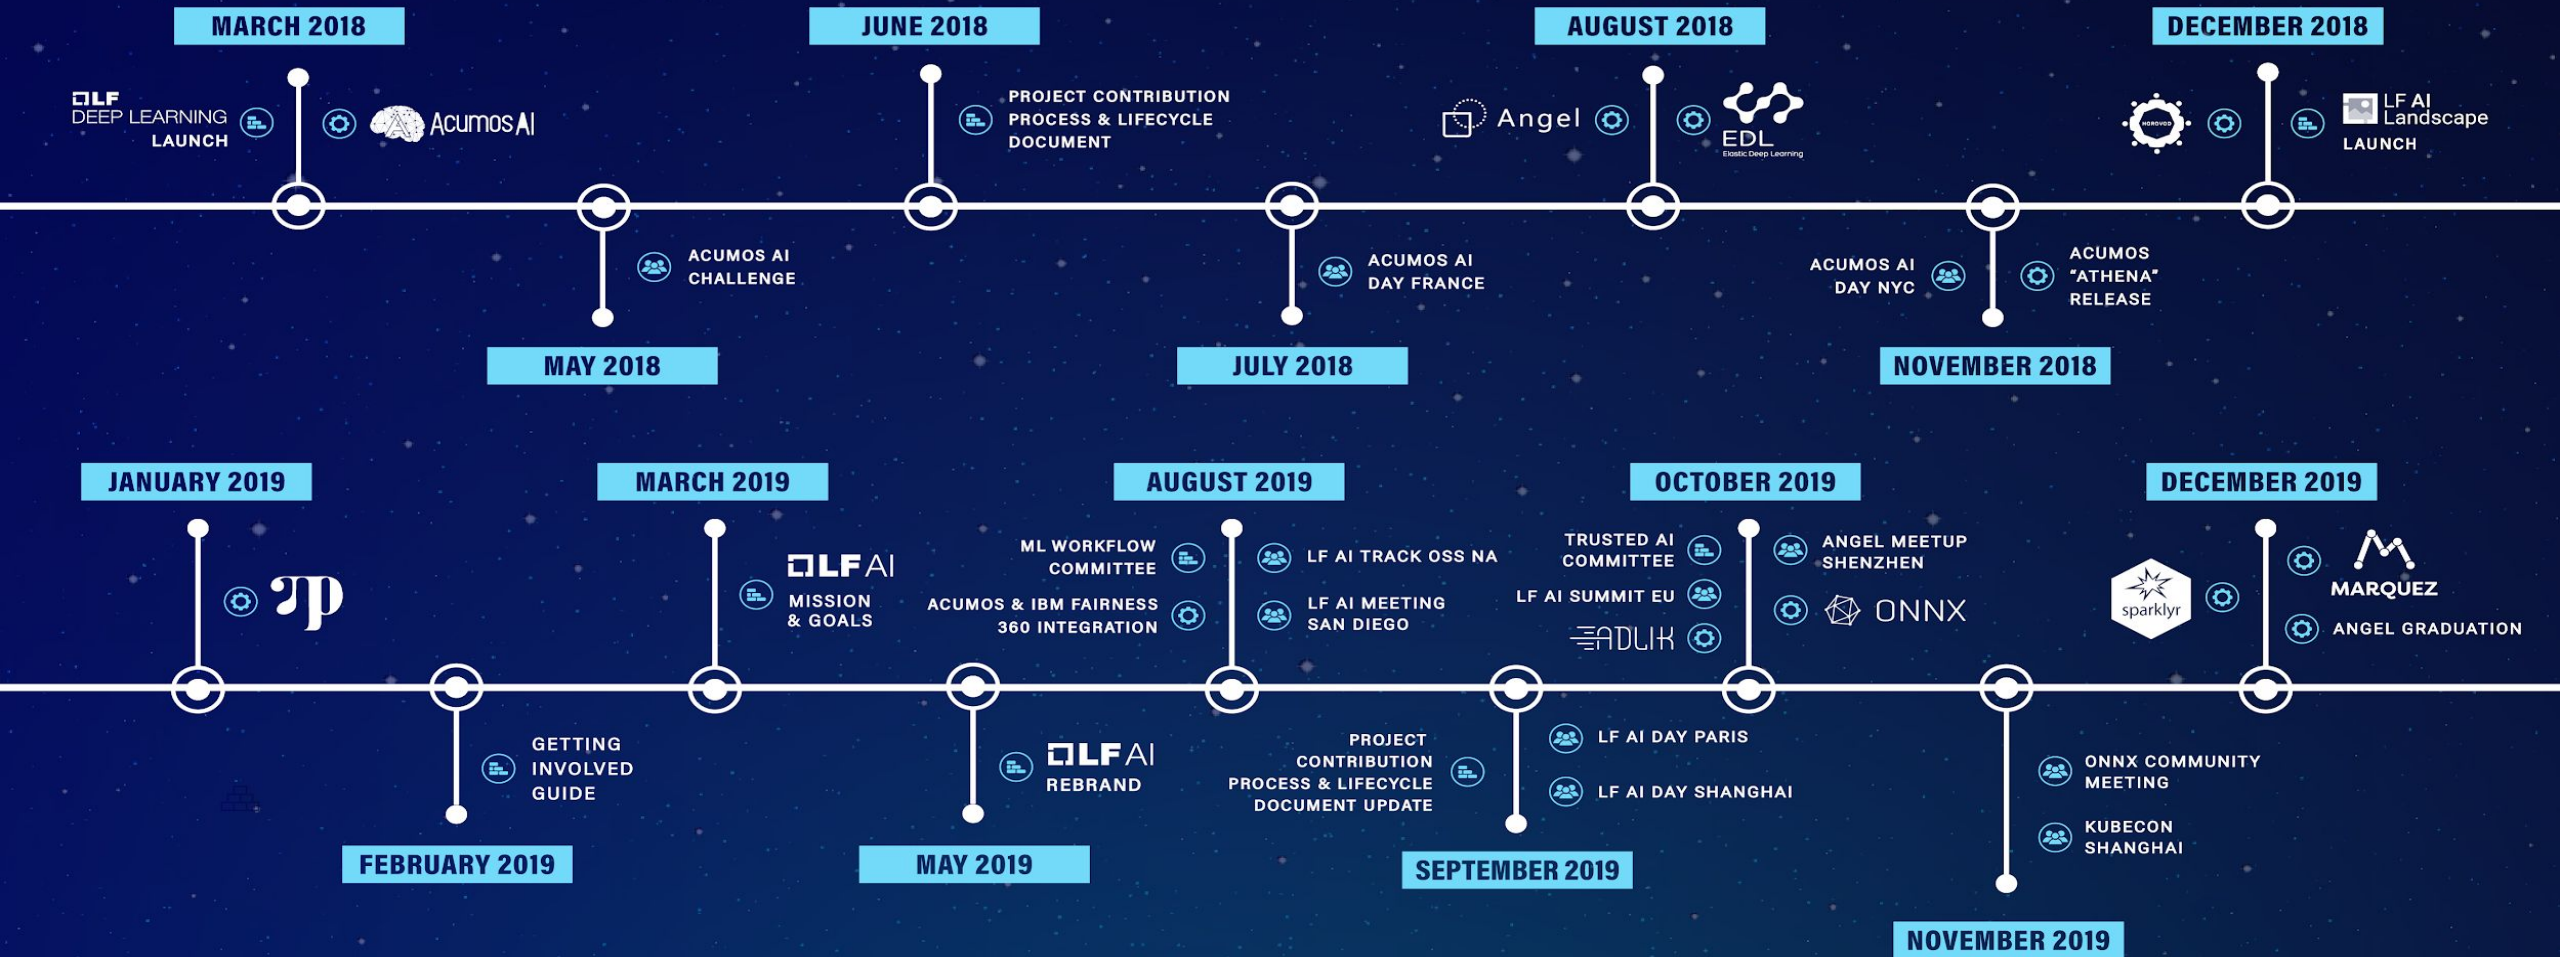 MARCH 2018
LF
DEEP LEARNING
LAUNCH
Acumos AI
JUNE 2018
PROJECT CONTRIBUTION
PROCESS & LIFECYCLE
DOCUMENT
AUGUST 2018
Angel
EDL
Elastic Deep Learning
DECEMBER 2018
HOROVOD
LF AI
Landscape
LAUNCH
ACUMOS AI
CHALLENGE
MAY 2018
ACUMOS AI
DAY FRANCE
JULY 2018
ACUMOS AI
DAY NYC
ACUMOS
"ATHENA"
RELEASE
NOVEMBER 2018
JANUARY 2019
MARCH 2019
LF AI
MISSION
& GOALS
AUGUST 2019
ML WORKFLOW
COMMITTEE
ACUMOS & IBM FAIRNESS
360 INTEGRATION
LF AI TRACK OSS NA
LF AI MEETING
SAN DIEGO
OCTOBER 2019
TRUSTED AI
COMMITTEE
LF AI SUMMIT EU
ADLIK
ANGEL MEETUP
SHENZHEN
ONNX
DECEMBER 2019
sparklyr
MARQUEZ
ANGEL GRADUATION
GETTING
INVOLVED
GUIDE
FEBRUARY 2019
LF AI
REBRAND
MAY 2019
PROJECT
CONTRIBUTION
PROCESS & LIFECYCLE
DOCUMENT UPDATE
LF AI DAY PARIS
LF AI DAY SHANGHAI
SEPTEMBER 2019
ONNX COMMUNITY
MEETING
KUBECON
SHANGHAI
NOVEMBER 2019